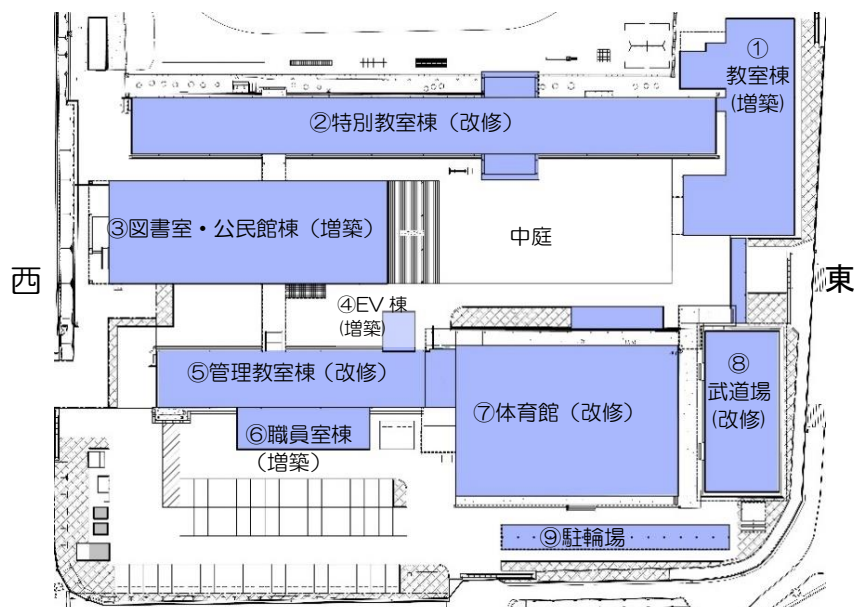 ①
教室棟
(増築)
②特別教室棟（改修）
③図書室・公民館棟（増築）
中庭
西
東
④EV 棟
(増築)
⑤管理教室棟（改修）
⑥職員室棟
（増築）
⑦体育館（改修）
⑧
武道場
(改修)
⑨駐輪場